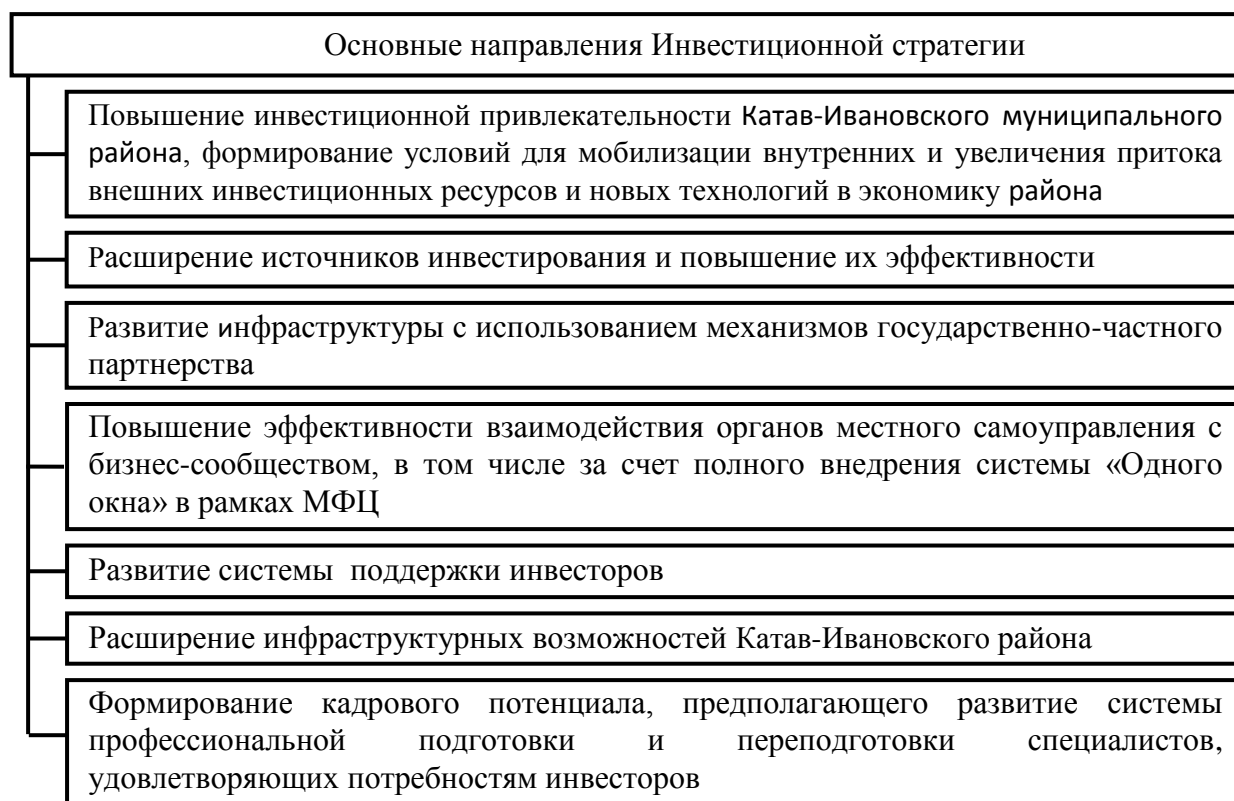 Основные направления Инвестиционной стратегии
Повышение инвестиционной привлекательности Катав-Ивановского муниципального
района, формирование условий для мобилизации внутренних и увеличения притока
внешних инвестиционных ресурсов и новых технологий в экономику района
Расширение источников инвестирования и повышение их эффективности
Развитие инфраструктуры с использованием механизмов государственно-частного
партнерства
Повышение эффективности взаимодействия органов местного самоуправления с
бизнес-сообществом, в том числе за счет полного внедрения системы «Одного
окна» в рамках МФЦ
Развитие системы поддержки инвесторов
Расширение инфраструктурных возможностей Катав-Ивановского района
Формирование кадрового потенциала, предполагающего развитие системы
профессиональной подготовки и переподготовки специалистов,
удовлетворяющих потребностям инвесторов